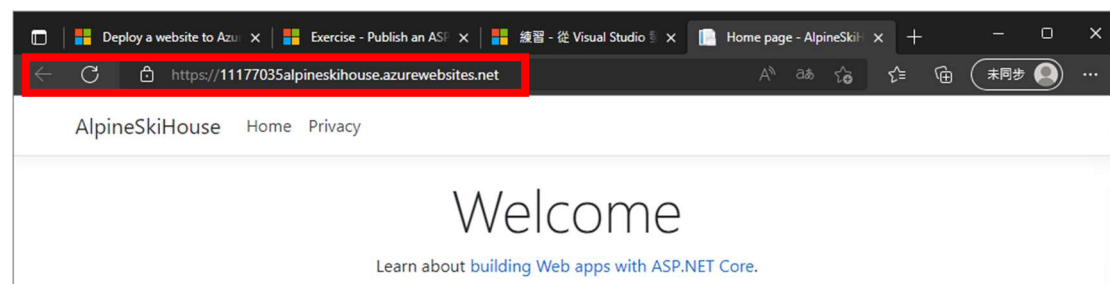 Deploy a website to Azu
Exercise - Publish an ASP
練習 - 從 Visual Studio
Home page - AlpineSkiH
https://11177035alpineskihouse.azurewebsites.net
未同步
AlpineSkiHouse Home Privacy
Welcome
Learn about building Web apps with ASP.NET Core.